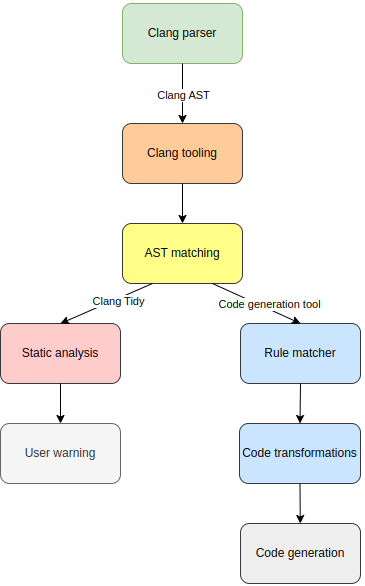 Clang parser
Clang AST
Clang tooling
AST matching
Clang Tidy
Code generation tool
Static analysis
Rule matcher
User warning
Code transformations
Code generation